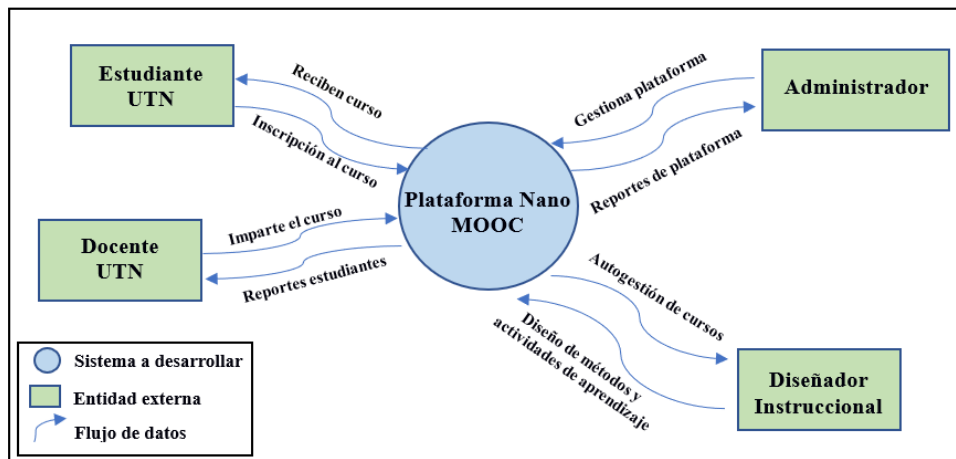 Estudiante
UTN
Reciben curso
Inscripción al curso
Gestiona plataforma
Administrador
Reportes de plataforma
Plataforma Nano
MOOC
Docente
UTN
Imparte el curso
Reportes estudiantes
Autogestión de cursos
Diseño de métodos y
actividades de aprendizaje
Diseñador
Instruccional
Sistema a desarrollar
Entidad externa
Flujo de datos